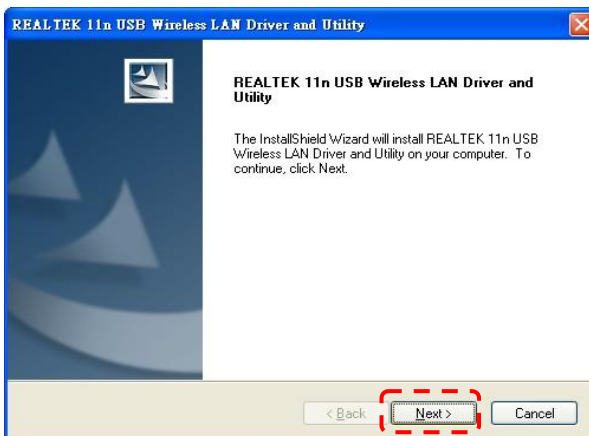 REALTEK 11n USB Wireless LAN Driver and Utility
REALTEK 11n USB Wireless LAN Driver and
Utility
The InstallShield Wizard will install REALTEK 11n USB
Wireless LAN Driver and Utility on your computer. To
continue, click Next.
< Back Next > Cancel